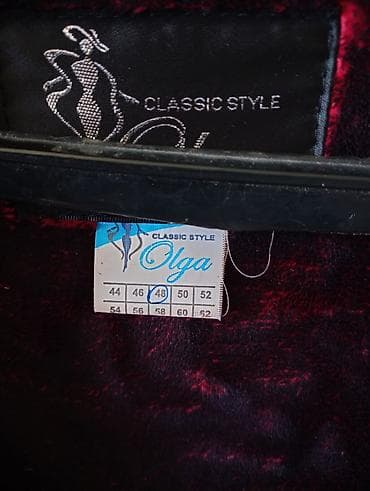 CLASSIC STYLE
CLASSIC STYLE
Olga
44 46 48 50 52
54 56 58 60 62